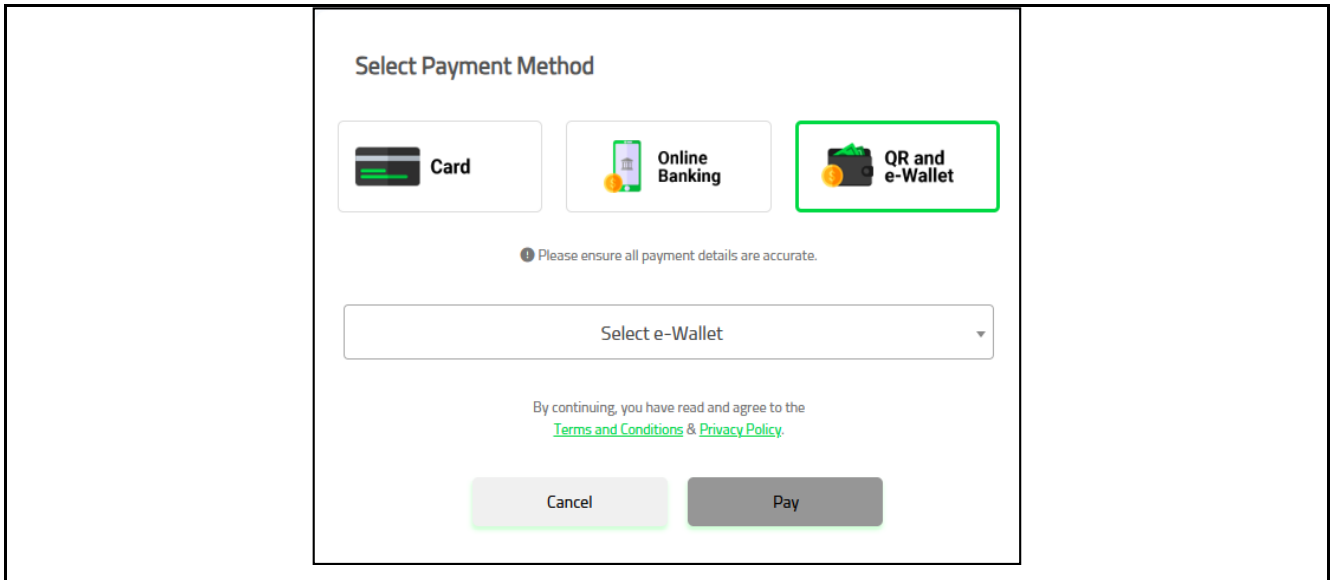 Select Payment Method
Card
Online
Banking
QR and
e-Wallet
Please ensure all payment details are accurate.
Select e-Wallet
By continuing, you have read and agree to the
Terms and Conditions & Privacy Policy.
Cancel
Pay